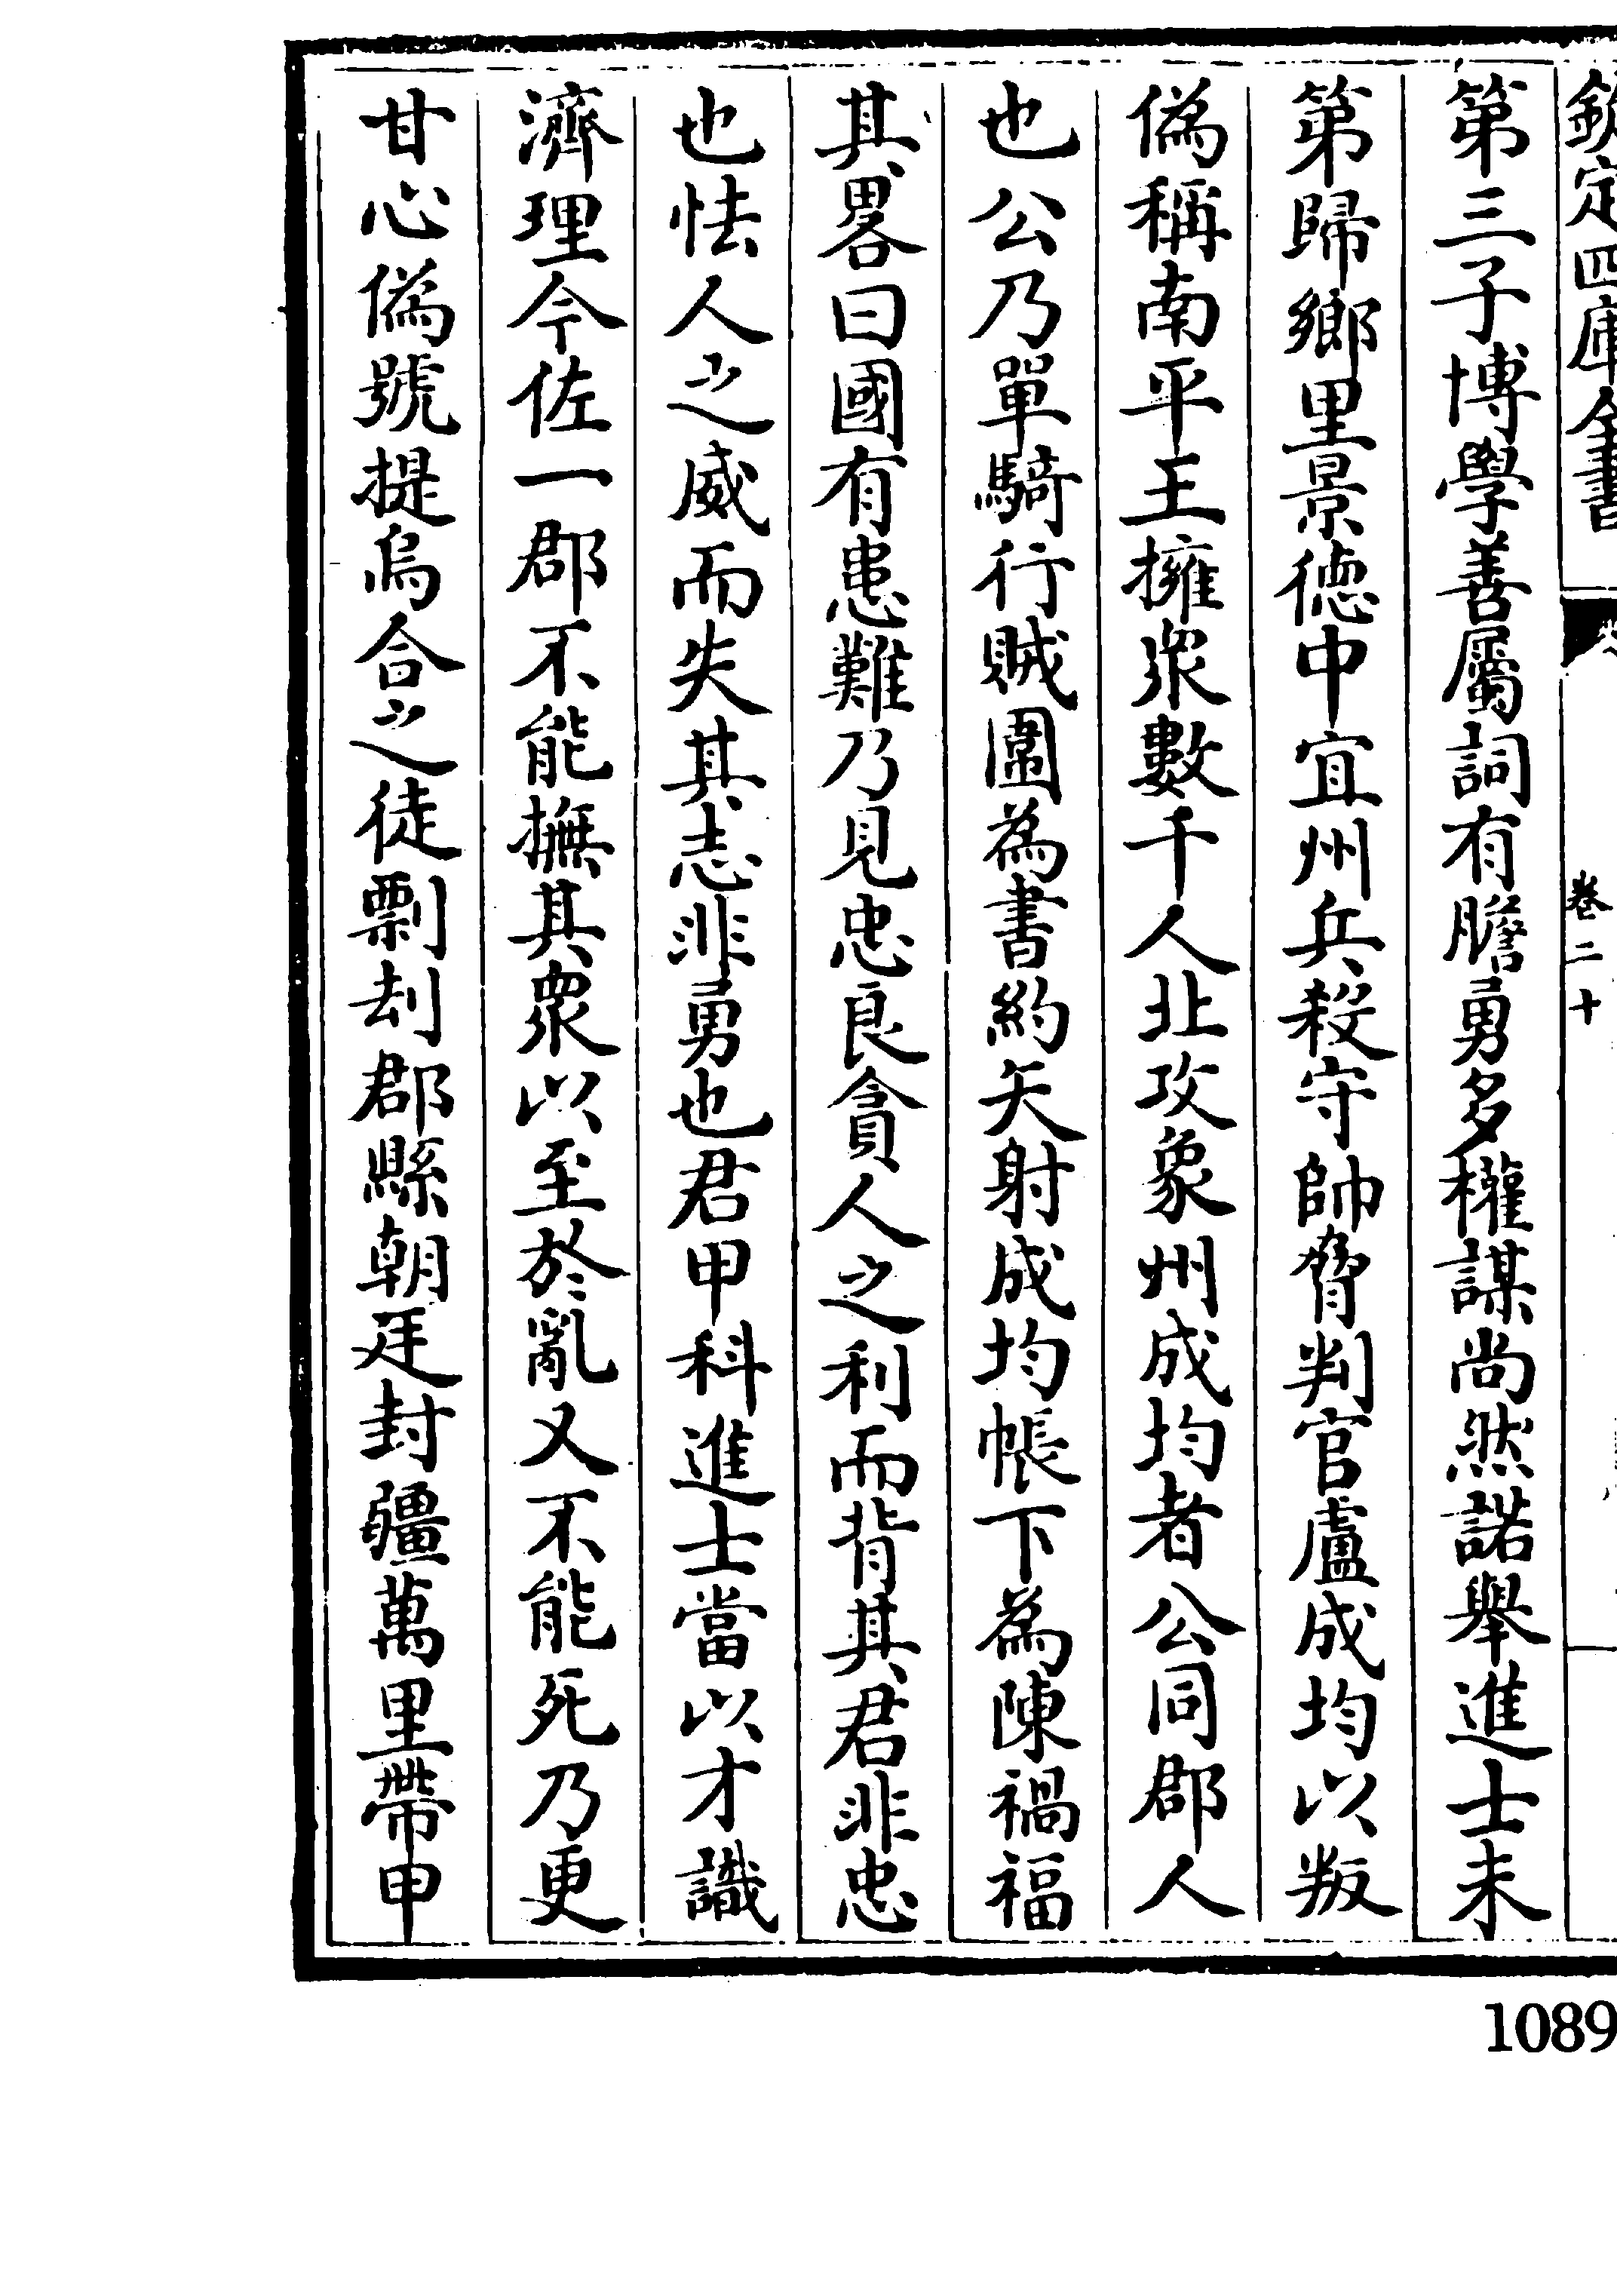 欽定四庫全書
卷二十
第三子博學善屬詞有膽勇多權謀尚然諾舉進士未
第歸鄉里景德中宜州兵殺守帥脅判官盧成均以叛
偽稱南平王擁衆數千人北攻象州成均者公同郡人
也公乃單騎行賊圍為書約矢射成均帳下為陳禍福
其畧曰國有患難乃見忠良貪人之利而背其君非忠
也怯人之威而失其志非勇也君甲科進士當以才識
濟理今佐一郡不能撫其衆以至於亂又不能死乃更
甘心偽號提烏合之徒剽刦郡縣朝廷封疆萬里帶甲
1089